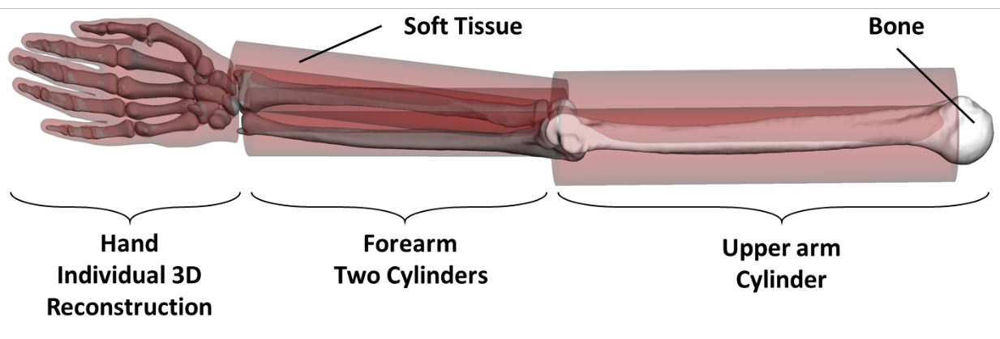 Soft Tissue
Bone
Hand
Individual 3D
Reconstruction
Forearm
Two Cylinders
Upper arm
Cylinder